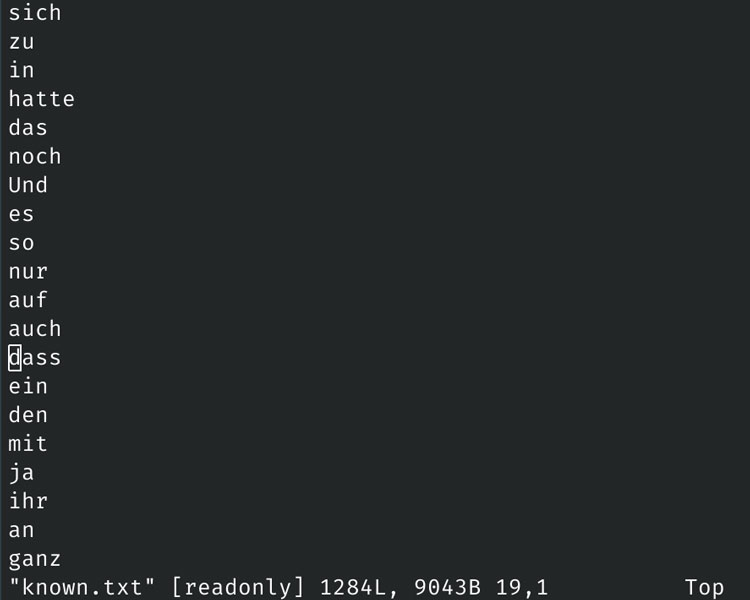 sich
zu
in
hatte
das
noch
Und
es
so
nur
auf
auch
dass
ein
den
mit
ja
ihr
an
ganz
"known.txt" [readonly] 1284L, 9043B 19,1 Top